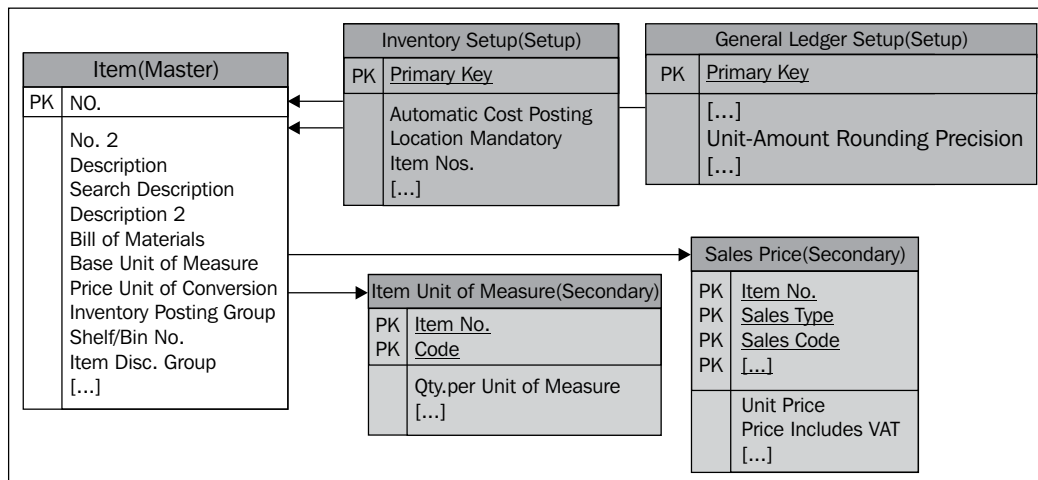 Item(Master)
PK NO.
No. 2
Description
Search Description
Description 2
Bill of Materials
Base Unit of Measure
Price Unit of Conversion
Inventory Posting Group
Shelf/Bin No.
Item Disc. Group
[...]
Inventory Setup(Setup)
PK Primary Key
Automatic Cost Posting
Location Mandatory
Item Nos.
[...]
General Ledger Setup(Setup)
PK Primary Key
[...]
Unit-Amount Rounding Precision
[...]
Item Unit of Measure(Secondary)
PK Item No.
PK Code
Qty.per Unit of Measure
[...]
Sales Price(Secondary)
PK Item No.
PK Sales Type
PK Sales Code
PK [...]
Unit Price
Price Includes VAT
[...]